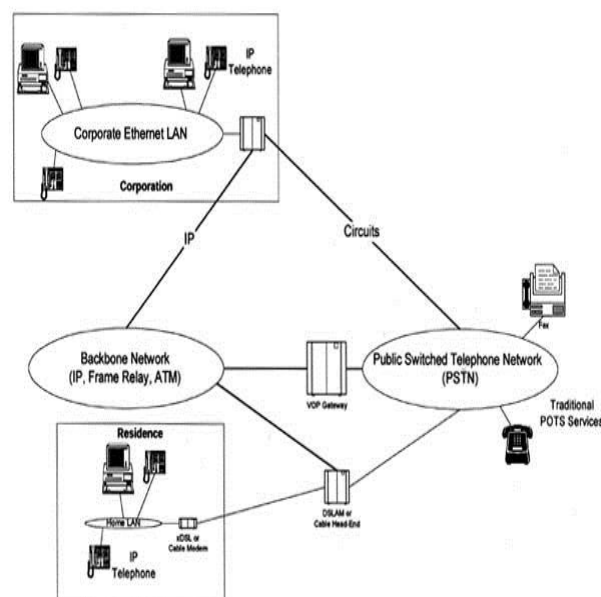 IP
Telephone
Corporate Ethernet LAN
Corporation
IP
Circuits
Fax
Backbone Network
(IP, Frame Relay, ATM)
Public Switched Telephone Network
(PSTN)
VOP Gateway
Traditional
POTS Services
Residence
Home LAN
xDSL or
Cable Modem
IP
Telephone
DSLAM or
Cable Head-End